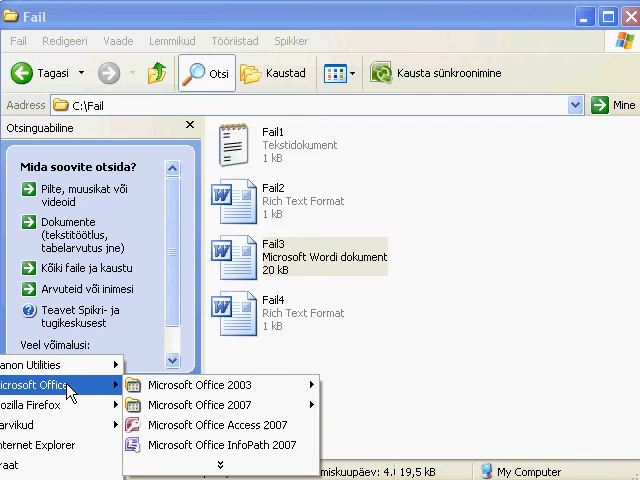 Fail
Fail Redigeeri Vaade Lemmikud Tööriistad Spikker
Tagasi Otsi Kaustad Kausta sünkroonimine
Aadress C:\Fail Mine
Otsinguabiline
Mida soovite otsida?
Pilte, muusikat või
videoid
Dokumente
(tekstitöötlus,
tabelarvutus jne)
Kõiki faile ja kaustu
Arvuteid või inimesi
Teavet Spikri- ja
tugikeskusest
Veel võimalusi:
Fail1
Tekstidokument
1 kB
Fail2
Rich Text Format
1 kB
Fail3
Microsoft Wordi dokument
20 kB
Fail4
Rich Text Format
1 kB
anon Utilities
icrosoft Office
ozilla Firefox
arvikud
nternet Explorer
raat
Microsoft Office 2003
Microsoft Office 2007
Microsoft Office Access 2007
Microsoft Office InfoPath 2007
miskuupäev: 4. 19,5 kB My Computer